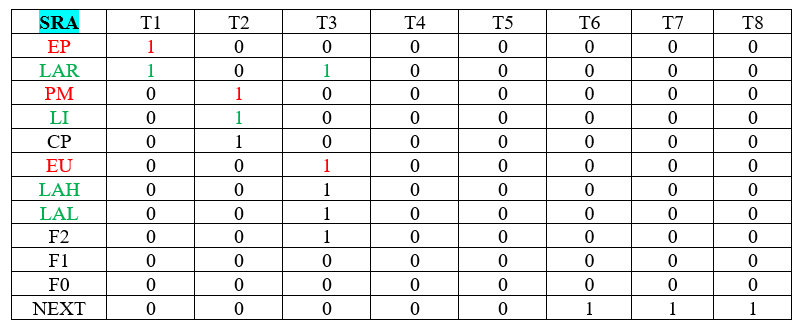 SRA T1 T2 T3 T4 T5 T6 T7 T8
EP 1 0 0 0 0 0 0 0
LAR 1 0 1 0 0 0 0 0
PM 0 1 0 0 0 0 0 0
LI 0 1 0 0 0 0 0 0
CP 0 1 0 0 0 0 0 0
EU 0 0 1 0 0 0 0 0
LAH 0 0 1 0 0 0 0 0
LAL 0 0 1 0 0 0 0 0
F2 0 0 1 0 0 0 0 0
F1 0 0 0 0 0 0 0 0
F0 0 0 0 0 0 0 0 0
NEXT 0 0 0 0 0 1 1 1